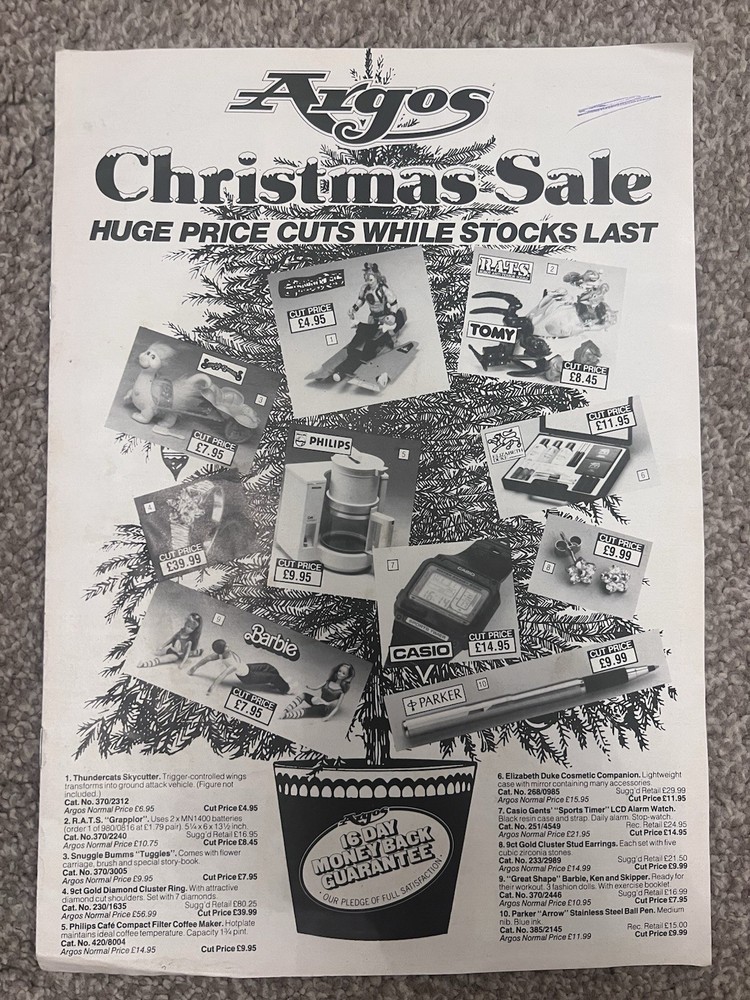 Argos
Christmas Sale
HUGE PRICE CUTS WHILE STOCKS LAST
CUT PRICE
£4.95
1
R.A.T.S.
2
TOMY
CUT PRICE
£8.45
3
CUT PRICE
£7.95
PHILIPS
5
CUT PRICE
£9.95
CUT PRICE
£11.95
6
4
CUT PRICE
£39.99
7
CASIO
CUT PRICE
£14.95
CUT PRICE
£9.99
8
9
Barbie
CUT PRICE
£7.95
PARKER
10
CUT PRICE
£9.99
1. Thundercats Skycutter. Trigger-controlled wings
transforms into ground attack vehicle. (Figure not
included.)
Cat. No. 370/2312
Argos Normal Price £6.95 Cut Price £4.95
2. R.A.T.S. "Grappior". Uses 2 x MN1400 batteries
(order 1 of 980/0816 at £1.79 pair). 5¼ x 6 x 13½ inch.
Cat. No. 370/2240 Sugg'd Retail £16.95
Argos Normal Price £10.75 Cut Price £8.45
3. Snuggle Bumms "Tuggles". Comes with flower
carriage, brush and special story-book.
Cat. No. 370/3005
Argos Normal Price £9.95 Cut Price £7.95
4. 9ct Gold Diamond Cluster Ring. With attractive
diamond cut shoulders. Set with 7 diamonds.
Cat. No. 230/1635 Sugg'd Retail £80.25
Argos Normal Price £56.99 Cut Price £39.99
5. Philips Café Compact Filter Coffee Maker. Hotplate
maintains ideal coffee temperature. Capacity 1¾ pint.
Cat. No. 420/8004
Argos Normal Price £14.95 Cut Price £9.95
Argos
16 DAY
MONEY BACK
GUARANTEE
OUR PLEDGE OF FULL SATISFACTION
6. Elizabeth Duke Cosmetic Companion. Lightweight
case with mirror containing many accessories.
Cat. No. 268/0985 Sugg'd Retail £29.99
Argos Normal Price £15.95 Cut Price £11.95
7. Casio Gents' "Sports Timer" LCD Alarm Watch.
Black resin case and strap. Daily alarm. Stop-watch.
Cat. No. 251/4549 Rec. Retail £24.95
Argos Normal Price £21.95 Cut Price £14.95
8. 9ct Gold Cluster Stud Earrings. Each set with five
cubic zirconia stones.
Cat. No. 233/2989 Sugg'd Retail £21.50
Argos Normal Price £14.99 Cut Price £9.99
9. "Great Shape" Barbie, Ken and Skipper. Ready for
their workout. 3 fashion dolls. With exercise booklet.
Cat. No. 370/2446 Sugg'd Retail £16.99
Argos Normal Price £10.95 Cut Price £7.95
10. Parker "Arrow" Stainless Steel Ball Pen. Medium
nib. Blue ink. Rec. Retail £15.00
Cat. No. 385/2145
Argos Normal Price £11.99 Cut Price £9.99